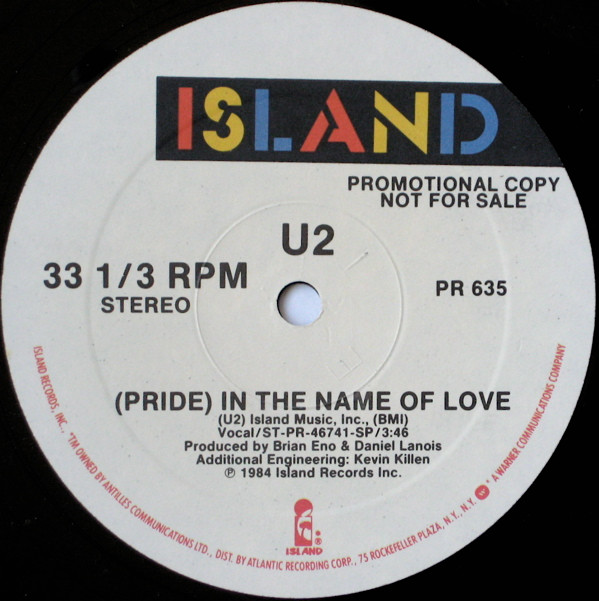 ISLAND
PROMOTIONAL COPY
NOT FOR SALE
U2
33 1/3 RPM
STEREO
PR 635
(PRIDE) IN THE NAME OF LOVE
(U2) Island Music, Inc., (BMI)
Vocal/ST-PR-46741-SP/3:46
Produced by Brian Eno & Daniel Lanois
Additional Engineering: Kevin Killen
℗ 1984 Island Records Inc.
ISLAND®
ISLAND RECORDS, INC., *TM OWNED BY ANTILLES COMMUNICATIONS LTD., DIST. BY ATLANTIC RECORDING CORP., 75 ROCKEFELLER PLAZA, N.Y., N.Y. * A WARNER COMMUNICATIONS COMPANY